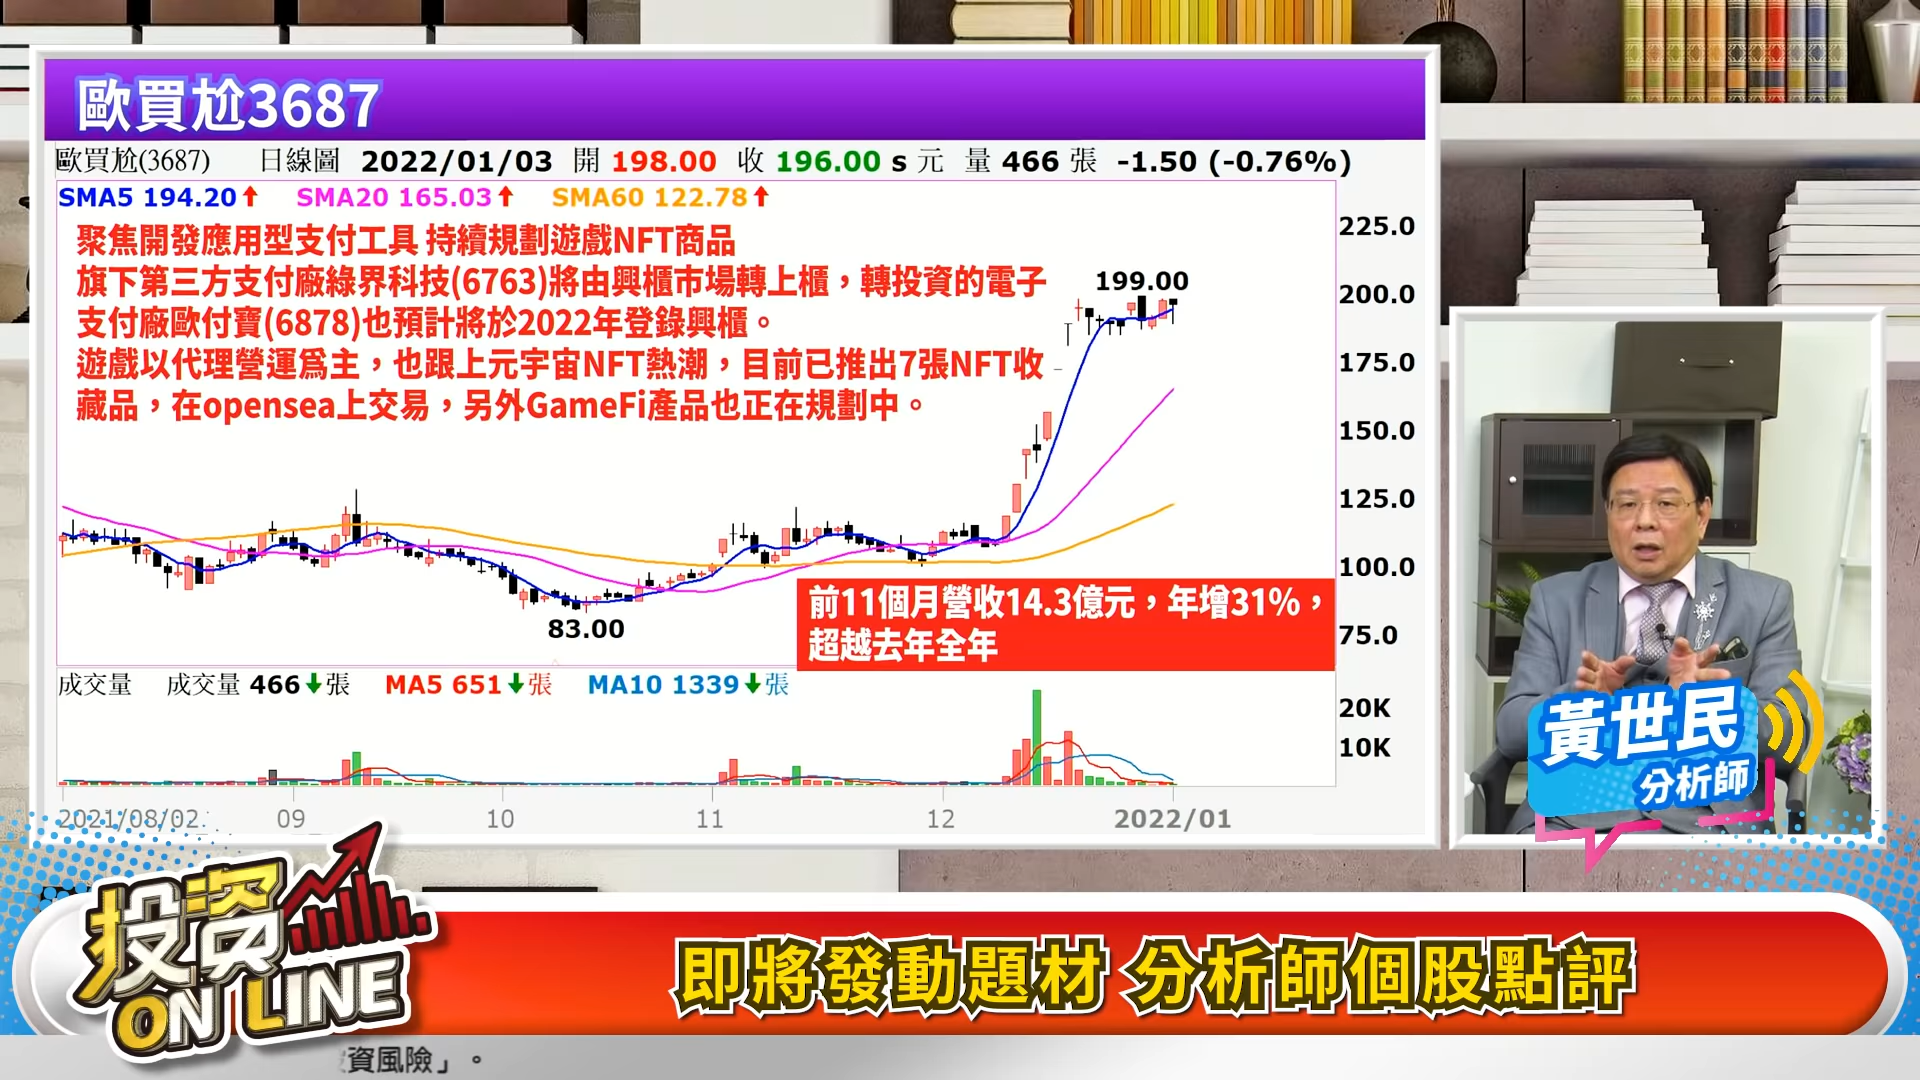 歐買尬3687
歐買尬(3687) 日線圖 2022/01/03 開 198.00 收 196.00 s 元 量 466 張 -1.50 (-0.76%)
SMA5 194.20 SMA20 165.03 SMA60 122.78
聚焦開發應用型支付工具 持續規劃遊戲NFT商品
旗下第三方支付廠綠界科技(6763)將由興櫃市場轉上櫃，轉投資的電子
支付廠歐付寶(6878)也預計將於2022年登錄興櫃。
遊戲以代理營運爲主，也跟上元宇宙NFT熱潮，目前已推出7張NFT收
藏品，在opensea上交易，另外GameFi產品也正在規劃中。
225.0
199.00
200.0
175.0
150.0
125.0
100.0
75.0
83.00
前11個月營收14.3億元，年增31%，
超越去年全年
成交量 成交量 466張 MA5 651張 MA10 1339張
20K
10K
2021/08/02 09 10 11 12 2022/01
黃世民
分析師
投資
ON LINE
即將發動題材 分析師個股點評
資風險」。